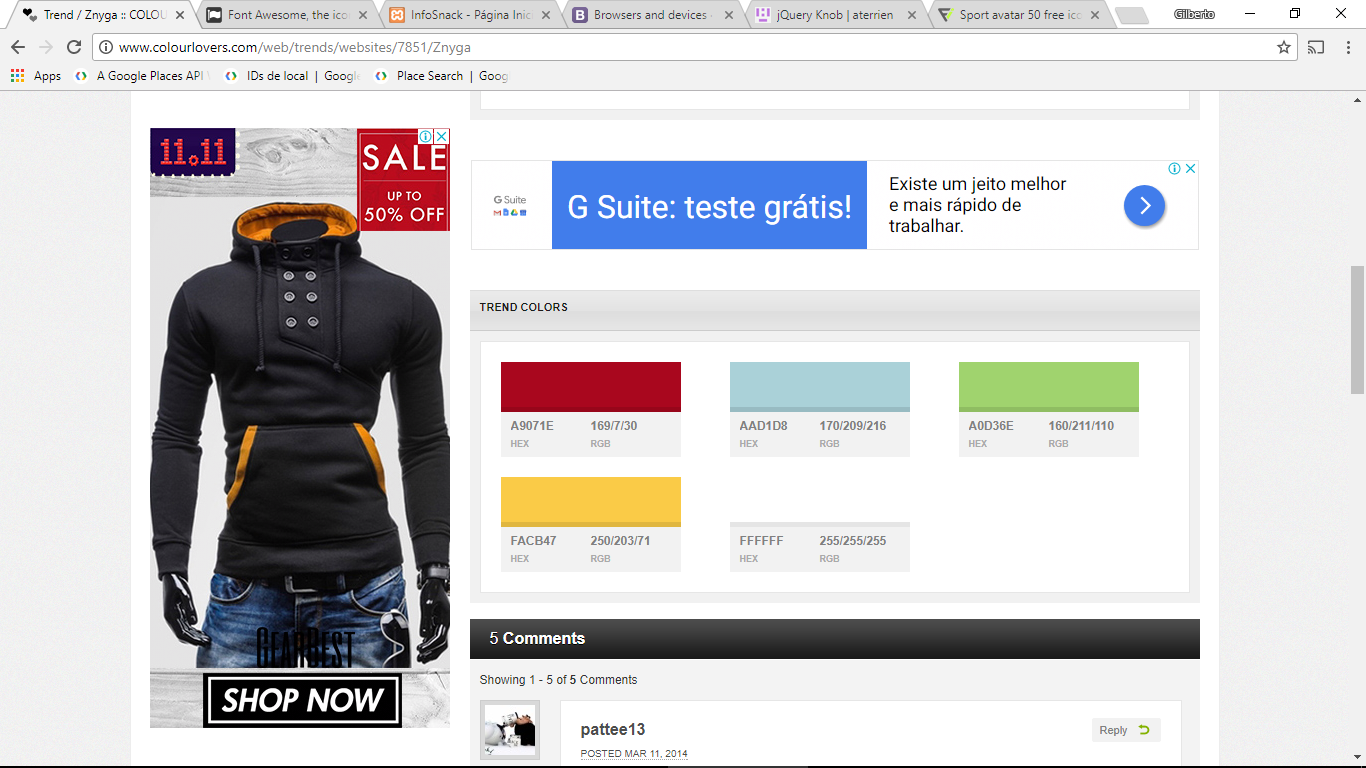 Trend / Znyga :: COLOU
Font Awesome, the ico
InfoSnack - Página Inic
Browsers and devices
jQuery Knob | aterrien
Sport avatar 50 free ico
Gilberto
www.colourlovers.com/web/trends/websites/7851/Znyga
Apps
A Google Places API
IDs de local | Google
Place Search | Goog
11.11
SALE
UP TO
50% OFF
GEARBEST
SHOP NOW
G Suite
G Suite: teste grátis!
Existe um jeito melhor
e mais rápido de
trabalhar.
TREND COLORS
A9071E 169/7/30
HEX RGB
AAD1D8 170/209/216
HEX RGB
A0D36E 160/211/110
HEX RGB
FACB47 250/203/71
HEX RGB
FFFFFF 255/255/255
HEX RGB
5 Comments
Showing 1 - 5 of 5 Comments
pattee13
Reply
POSTED MAR 11, 2014